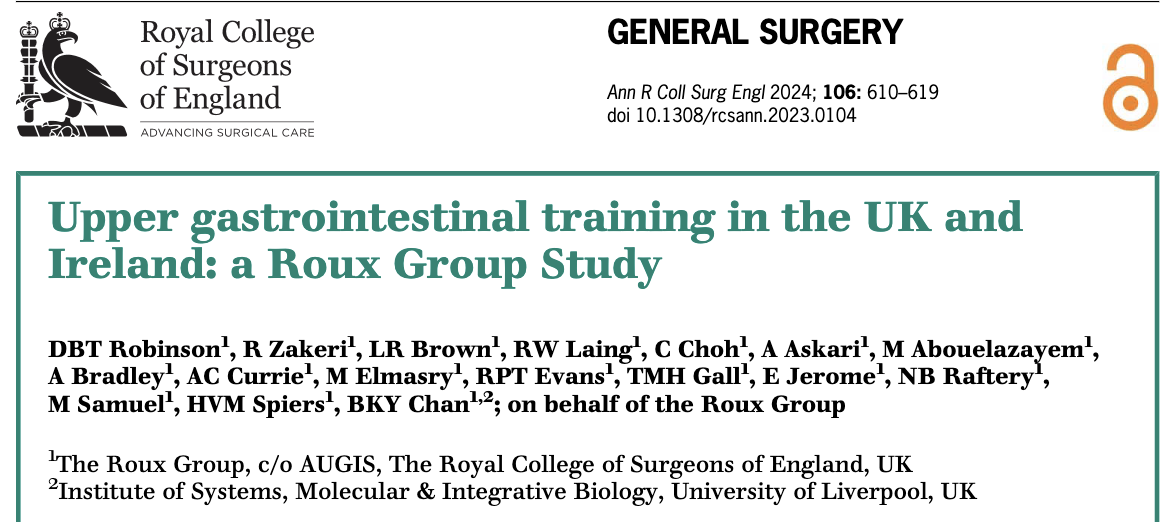 Royal College
of Surgeons
of England
ADVANCING SURGICAL CARE
GENERAL SURGERY
Ann R Coll Surg Engl 2024; 106: 610–619
doi 10.1308/rcsann.2023.0104
Upper gastrointestinal training in the UK and
Ireland: a Roux Group Study
DBT Robinson¹, R Zakeri¹, LR Brown¹, RW Laing¹, C Choh¹, A Askari¹, M Abouelazayem¹,
A Bradley¹, AC Currie¹, M Elmasry¹, RPT Evans¹, TMH Gall¹, E Jerome¹, NB Raftery¹,
M Samuel¹, HVM Spiers¹, BKY Chan¹,²; on behalf of the Roux Group
¹The Roux Group, c/o AUGIS, The Royal College of Surgeons of England, UK
²Institute of Systems, Molecular & Integrative Biology, University of Liverpool, UK